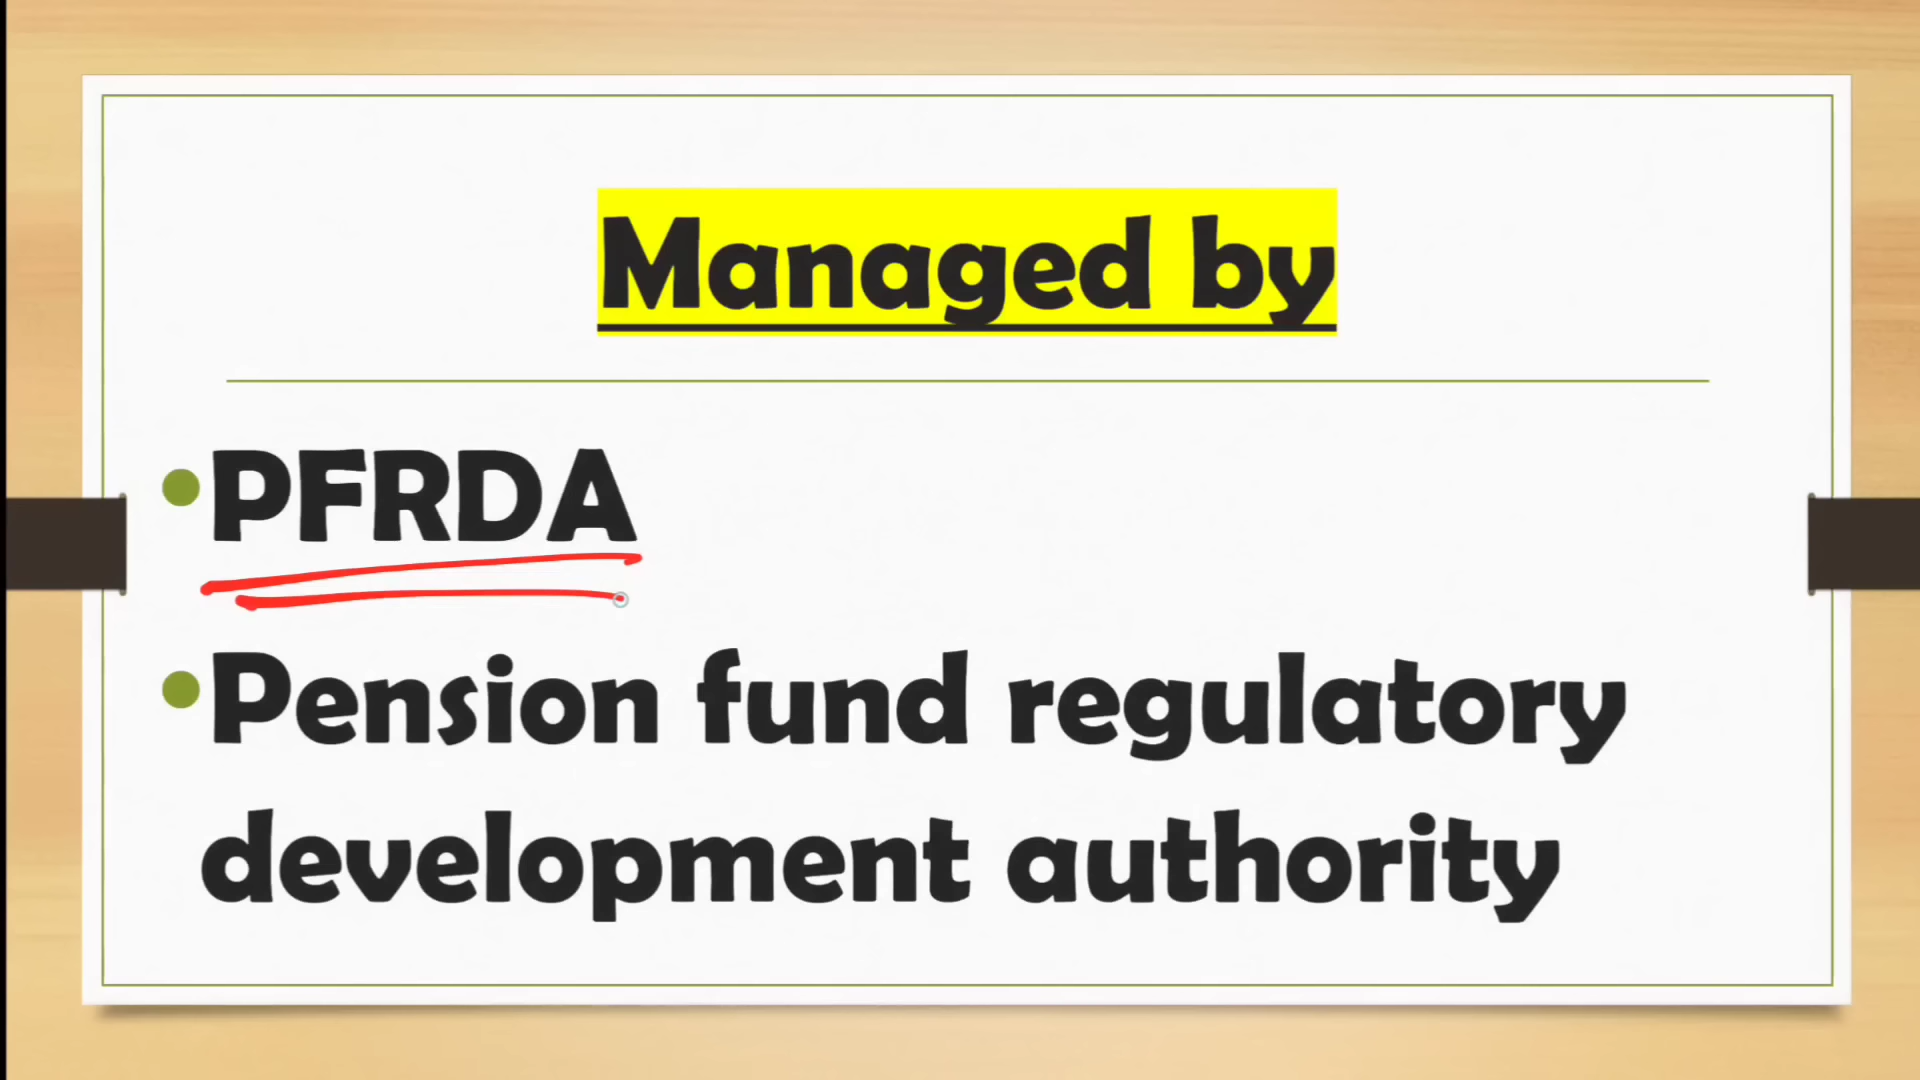 Managed by
•PFRDA
•Pension fund regulatory
development authority